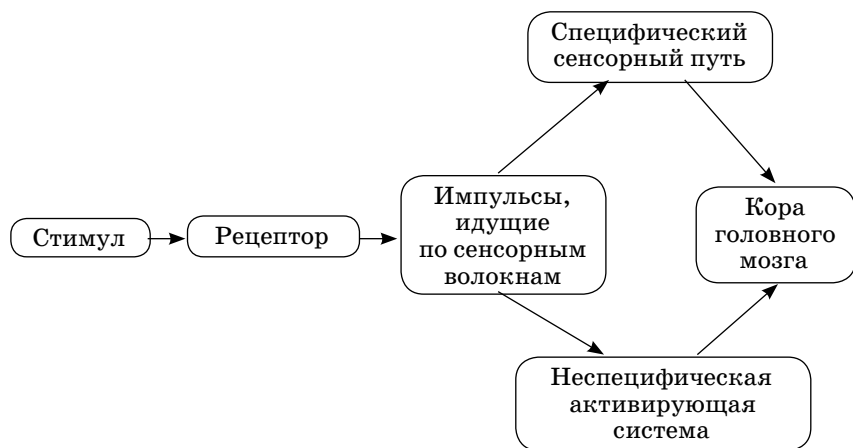 Специфический
сенсорный путь
Стимул
Рецептор
Импульсы,
идущие
по сенсорным
волокнам
Кора
головного
мозга
Неспецифическая
активирующая
система